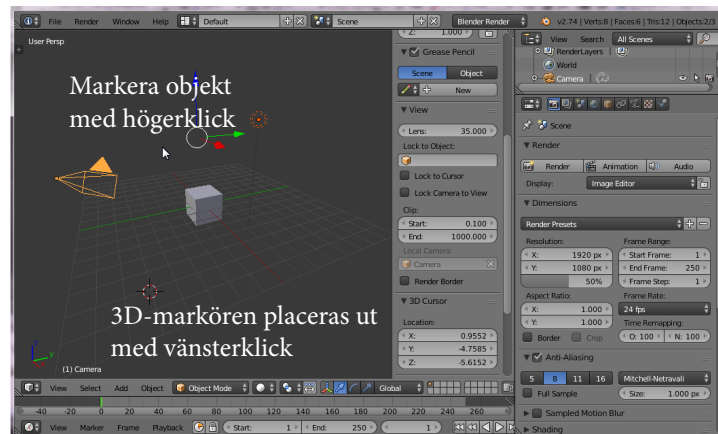 File Render Window Help Default Scene Blender Render v2.74 | Verts:8 | Faces:6 | Tris:12 | Objects:2/3
User Persp
Markera objekt
med högerklick
3D-markören placeras ut
med vänsterklick
(1) Camera
z
y
View Select Add Object Object Mode Global
-40 -20 0 20 40 60 80 100 120 140 160 180 200 220 240 260
View Marker Frame Playback Start: 1 End: 250 1
Z: 1.000
Grease Pencil
Scene Object
New
View
Lens: 35.000
Lock to Object:
Lock to Cursor
Lock Camera to View
Clip:
Start: 0.100
End: 1000.000
Local Camera:
Camera
Render Border
3D Cursor
Location:
X: 0.9552
Y: -4.7585
Z: -5.6152
View Search All Scenes
RenderLayers
World
Camera
Scene
Render
Render Animation Audio
Display: Image Editor
Dimensions
Render Presets
Resolution: Frame Range:
X: 1920 px Start Frame: 1
Y: 1080 px End Frame: 250
50% Frame Step: 1
Aspect Ratio: Frame Rate:
X: 1.000 24 fps
Y: 1.000 Time Remapping:
Border Crop O: 100 N: 100
Anti-Aliasing
5 8 11 16 Mitchell-Netravali
Full Sample Size: 1.000 px
Sampled Motion Blur
Shading